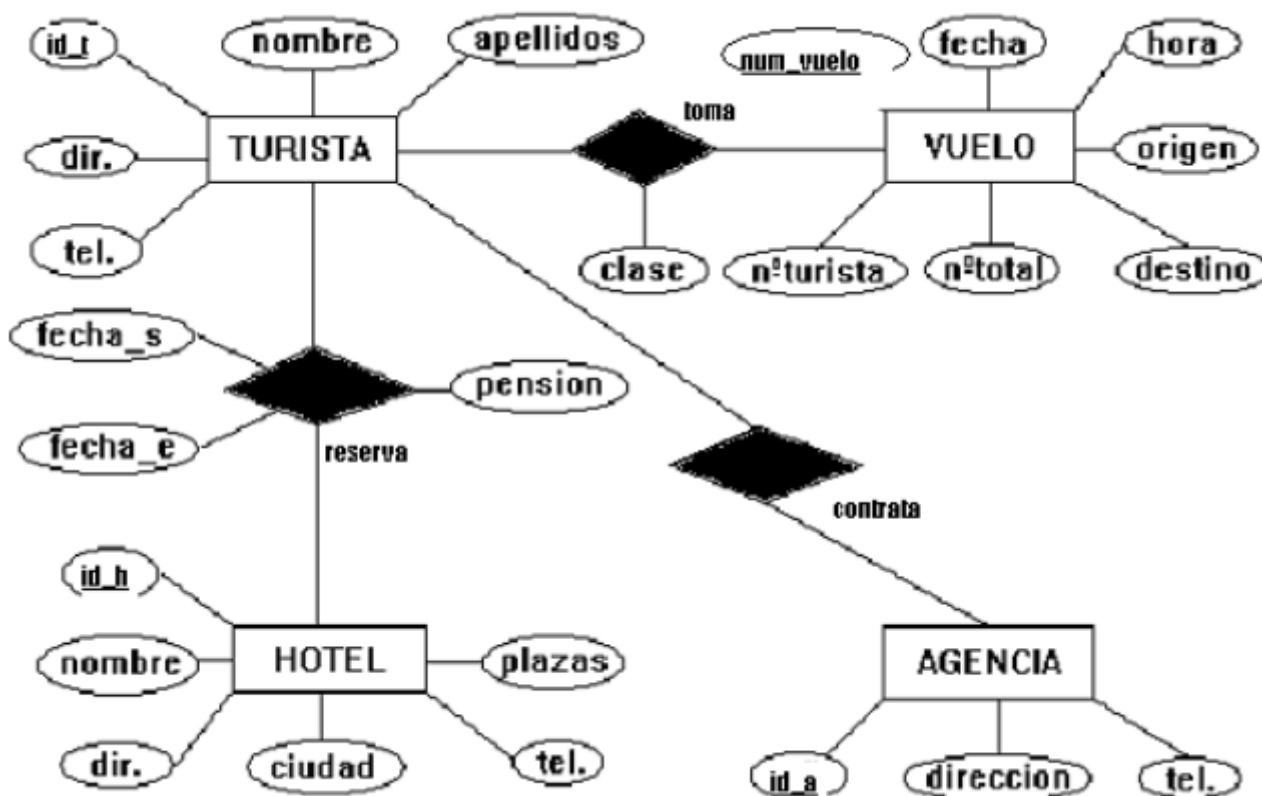 id_t
nombre
apellidos
num_vuelo
fecha
hora
toma
TURISTA
VUELO
dir.
origen
tel.
clase
nºturista
nºtotal
destino
fecha_s
pension
fecha_e
reserva
contrata
id_h
nombre
HOTEL
plazas
AGENCIA
dir.
ciudad
tel.
id_a
direccion
tel.